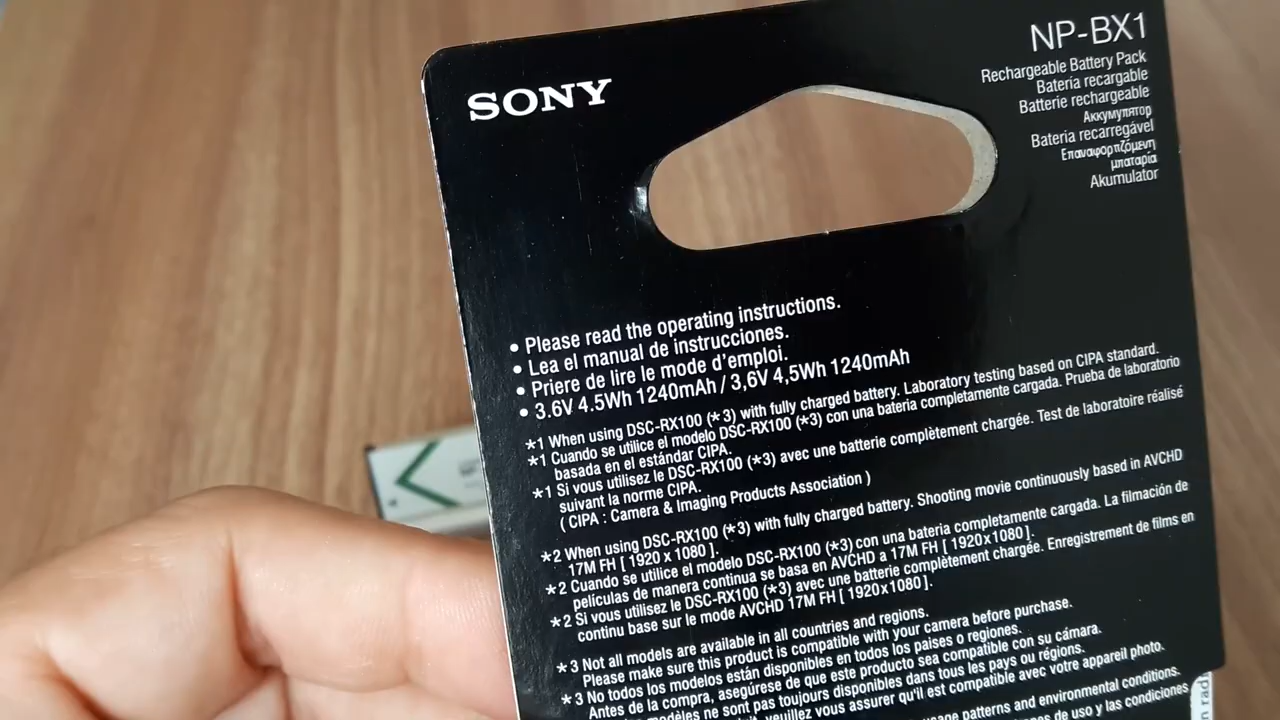 SONY
NP-BX1
Rechargeable Battery Pack
Batería recargable
Batterie rechargeable
Аккумулятор
Bateria recarregável
Επαναφορτιζόμενη
μπαταρία
Akumulator
• Please read the operating instructions.
• Lea el manual de instrucciones.
• Priere de lire le mode d'emploi.
• 3.6V 4.5Wh 1240mAh / 3,6V 4,5Wh 1240mAh
*1 When using DSC-RX100 (*3) with fully charged battery. Laboratory testing based on CIPA standard.
*1 Cuando se utilice el modelo DSC-RX100 (*3) con una bateria completamente cargada. Prueba de laboratorio
basada en el estándar CIPA.
*1 Si vous utilisez le DSC-RX100 (*3) avec une batterie complètement chargée. Test de laboratoire réalisé
suivant la norme CIPA.
( CIPA : Camera & Imaging Products Association )
*2 When using DSC-RX100 (*3) with fully charged battery. Shooting movie continuously based in AVCHD
17M FH [ 1920 x 1080 ].
*2 Cuando se utilice el modelo DSC-RX100 (*3) con una bateria completamente cargada. La filmación de
películas de manera continua se basa en AVCHD a 17M FH [ 1920x1080 ].
*2 Si vous utilisez le DSC-RX100 (*3) avec une batterie complètement chargée. Enregistrement de films en
continu base sur le mode AVCHD 17M FH [ 1920x1080 ].
*3 Not all models are available in all countries and regions.
Please make sure this product is compatible with your camera before purchase.
*3 No todos los modelos están disponibles en todos los países o regiones.
Antes de la compra, asegúrese de que este producto sea compatible con su cámara.
modèles ne sont pas toujours disponibles dans tous les pays ou régions.
veuillez vous assurer qu'il est compatible avec votre appareil photo.
usage patterns and environmental conditions.
de uso y las condiciones